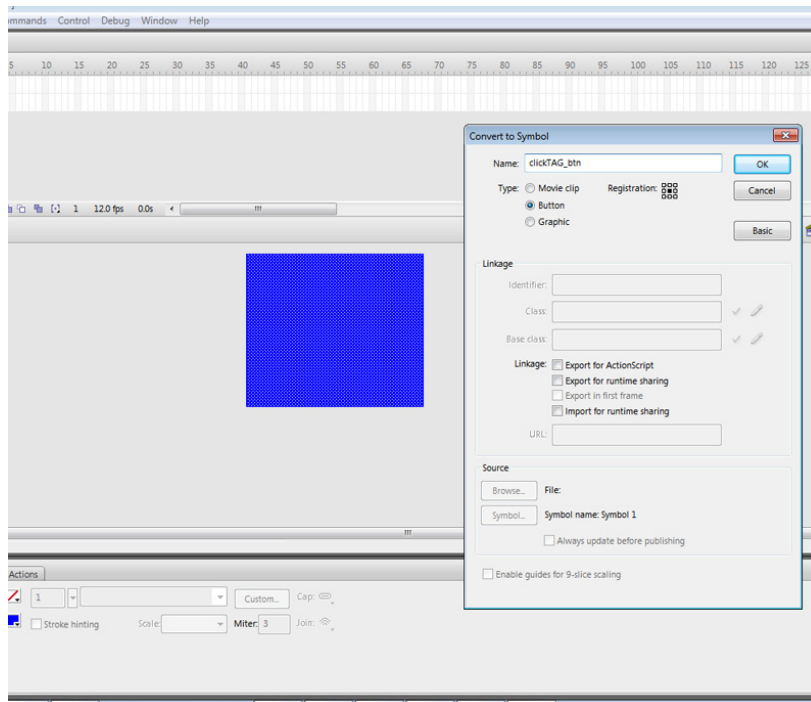 ommands Control Debug Window Help
5 10 15 20 25 30 35 40 45 50 55 60 65 70 75 80 85 90 95 100 105 110 115 120 125
Convert to Symbol
Name: clickTAG_btn OK
Type: Movie clip Registration: Cancel
Button
Graphic
Basic
1 12.0 fps 0.0s
Linkage
Identifier:
Class:
Base class:
Linkage: Export for ActionScript
Export for runtime sharing
Export in first frame
Import for runtime sharing
URL:
Source
Browse... File:
Symbol... Symbol name: Symbol 1
Always update before publishing
Enable guides for 9-slice scaling
Actions
1 Custom... Cap:
Stroke hinting Scale: Miter: 3 Join: